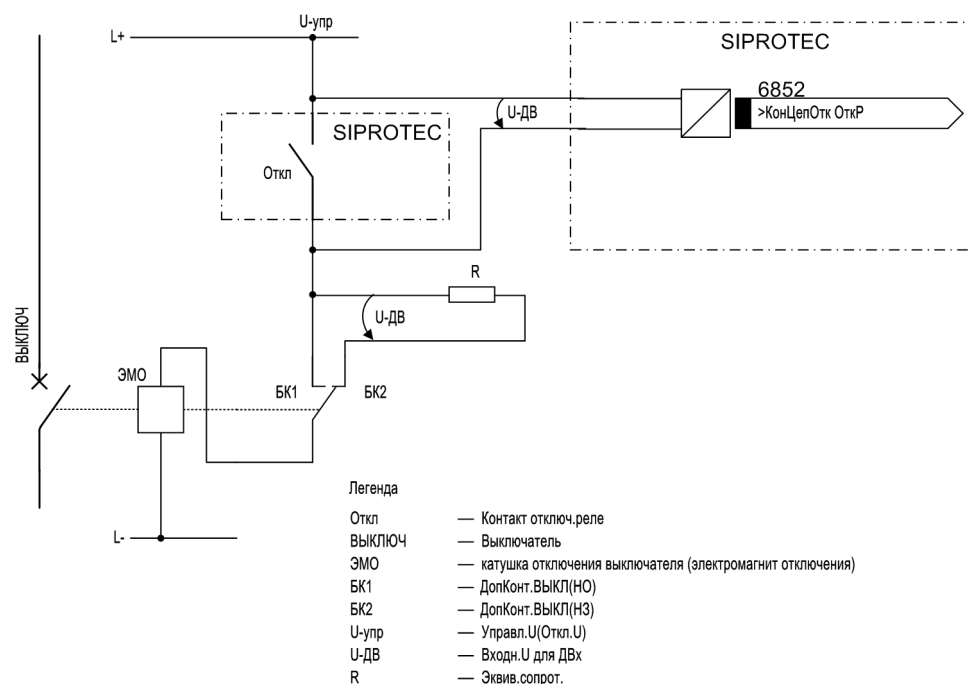 U-упр
L+
SIPROTEC
6852
>КонЦепОтк ОткР
U-ДВ
SIPROTEC
Откл
R
U-ДВ
ВЫКЛЮЧ
ЭМО
БК1
БК2
L-
Легенда
Откл — Контакт отключ.реле
ВЫКЛЮЧ — Выключатель
ЭМО — катушка отключения выключателя (электромагнит отключения)
БК1 — ДопКонт.ВЫКЛ(НО)
БК2 — ДопКонт.ВЫКЛ(НЗ)
U-упр — Управл.U(Откл.U)
U-ДВ — Входн.U для ДВх
R — Эквив.сопрот.